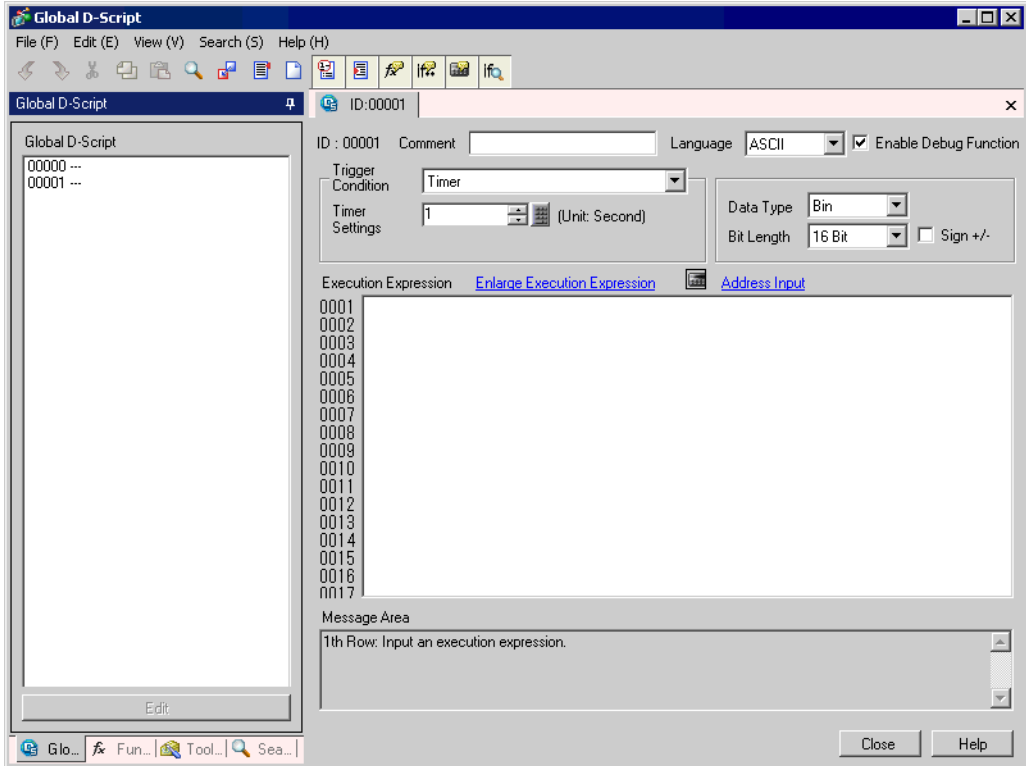 Global D-Script
File (F) Edit (E) View (V) Search (S) Help (H)
Global D-Script
ID:00001
Global D-Script
00000 ---
00001 ---
Edit
Glo... fx Fun... Tool... Sea...
ID : 00001 Comment Language ASCII Enable Debug Function
Trigger Condition Timer
Timer Settings 1 (Unit: Second)
Data Type Bin
Bit Length 16 Bit Sign +/-
Execution Expression Enlarge Execution Expression Address Input
0001
0002
0003
0004
0005
0006
0007
0008
0009
0010
0011
0012
0013
0014
0015
0016
0017
Message Area
1th Row: Input an execution expression.
Close Help